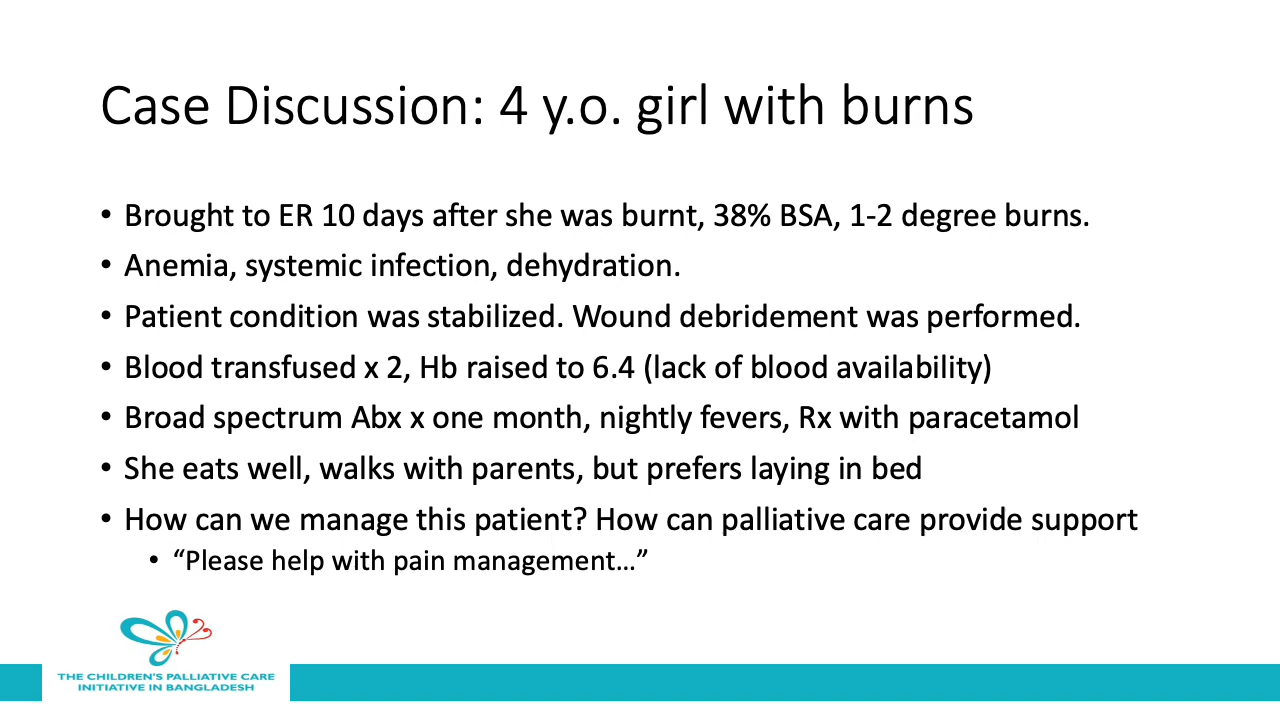 Case Discussion: 4 y.o. girl with burns
• Brought to ER 10 days after she was burnt, 38% BSA, 1-2 degree burns.
• Anemia, systemic infection, dehydration.
• Patient condition was stabilized. Wound debridement was performed.
• Blood transfused x 2, Hb raised to 6.4 (lack of blood availability)
• Broad spectrum Abx x one month, nightly fevers, Rx with paracetamol
• She eats well, walks with parents, but prefers laying in bed
• How can we manage this patient? How can palliative care provide support
• “Please help with pain management…”
THE CHILDREN'S PALLIATIVE CARE
INITIATIVE IN BANGLADESH